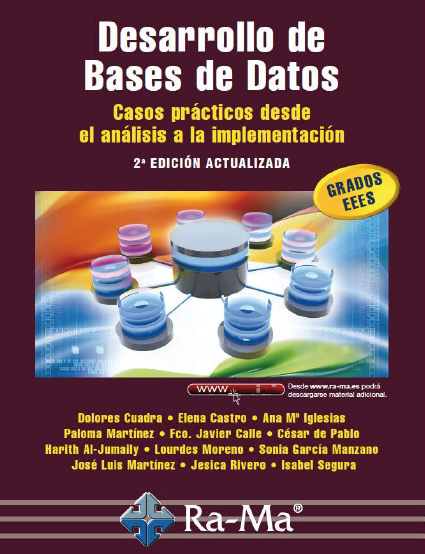 Desarrollo de
Bases de Datos
Casos prácticos desde
el análisis a la implementación
2ª EDICIÓN ACTUALIZADA
GRADOS
EEES
www
Desde www.ra-ma.es podrá
descargarse material adicional.
Dolores Cuadra • Elena Castro • Ana Mª Iglesias
Paloma Martínez • Fco. Javier Calle • César de Pablo
Harith Al-Jumaily • Lourdes Moreno • Sonia García Manzano
José Luis Martínez • Jesica Rivero • Isabel Segura
Ra-Ma®